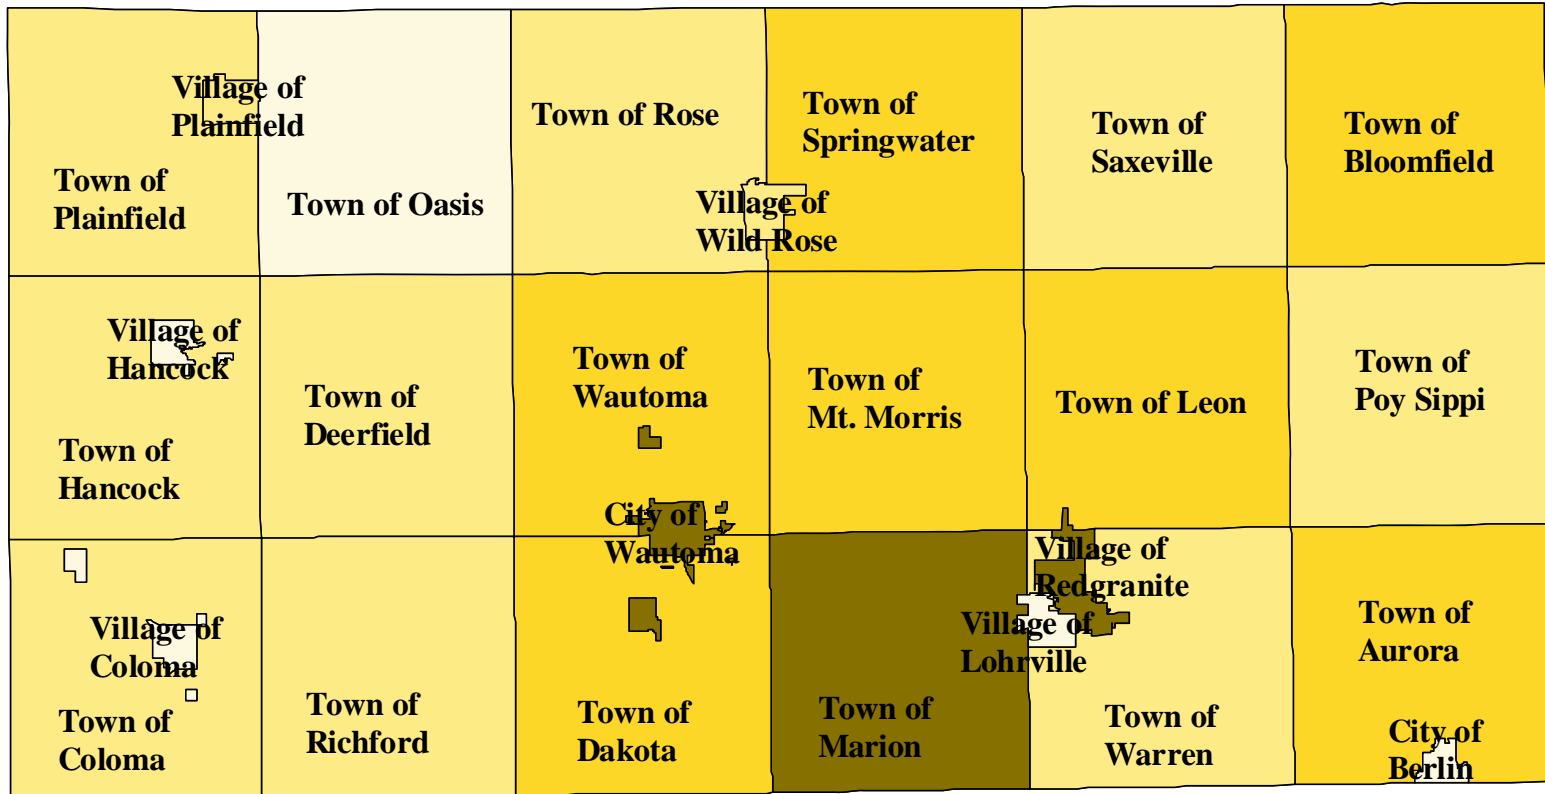 Village of
Plainfield
Town of
Plainfield
Town of Oasis
Town of Rose
Town of
Springwater
Village of
Wild Rose
Town of
Saxeville
Town of
Bloomfield
Village of
Hancock
Town of
Hancock
Town of
Deerfield
Town of
Wautoma
City of
Wautoma
Town of
Mt. Morris
Town of Leon
Town of
Poy Sippi
Village of
Coloma
Town of
Coloma
Town of
Richford
Town of
Dakota
Town of
Marion
Village of
Redgranite
Village of
Lohrville
Town of
Warren
Town of
Aurora
City of
Berlin